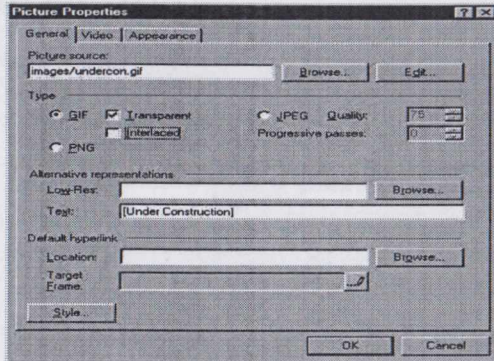 Picture Properties
General Video Appearance
Picture source:
images/undercon.gif Browse... Edit...
Type
GIF Transparent JPEG Quality: 75
Interlaced Progressive passes: 0
PNG
Alternative representations
Low-Res: Browse...
Text: [Under Construction]
Default hyperlink
Location: Browse...
Target
Frame:
Style...
OK Cancel